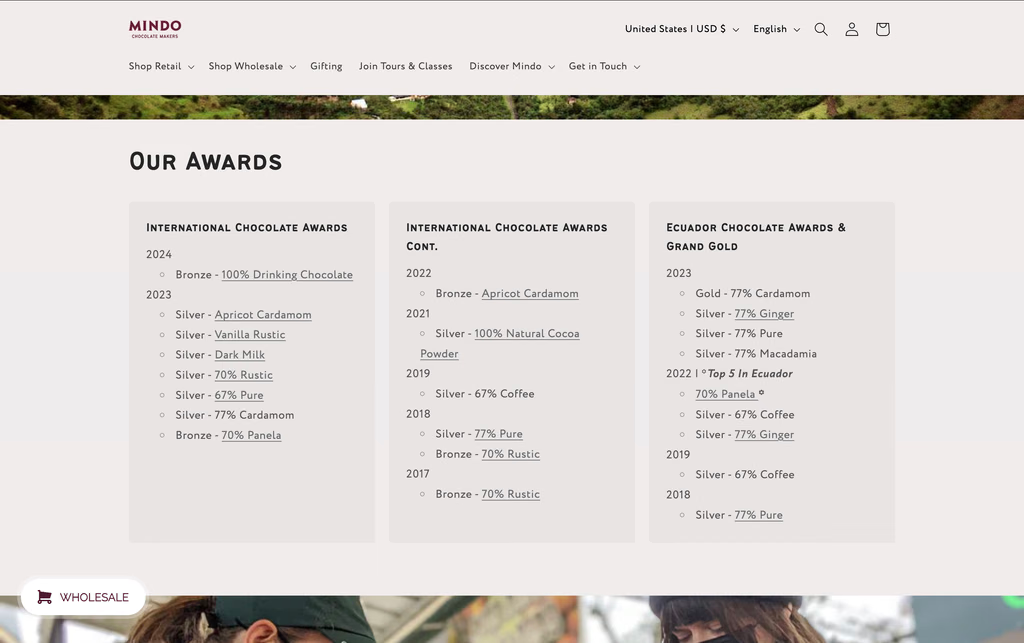 MINDO
CHOCOLATE MAKERS
United States | USD $
English
Shop Retail
Shop Wholesale
Gifting
Join Tours & Classes
Discover Mindo
Get in Touch
Our Awards
International Chocolate Awards
2024
Bronze - 100% Drinking Chocolate
2023
Silver - Apricot Cardamom
Silver - Vanilla Rustic
Silver - Dark Milk
Silver - 70% Rustic
Silver - 67% Pure
Silver - 77% Cardamom
Bronze - 70% Panela
International Chocolate Awards
Cont.
2022
Bronze - Apricot Cardamom
2021
Silver - 100% Natural Cocoa
Powder
2019
Silver - 67% Coffee
2018
Silver - 77% Pure
Bronze - 70% Rustic
2017
Bronze - 70% Rustic
Ecuador Chocolate Awards &
Grand Gold
2023
Gold - 77% Cardamom
Silver - 77% Ginger
Silver - 77% Pure
Silver - 77% Macadamia
2022 | *Top 5 In Ecuador
70% Panela *
Silver - 67% Coffee
Silver - 77% Ginger
2019
Silver - 67% Coffee
2018
Silver - 77% Pure
WHOLESALE